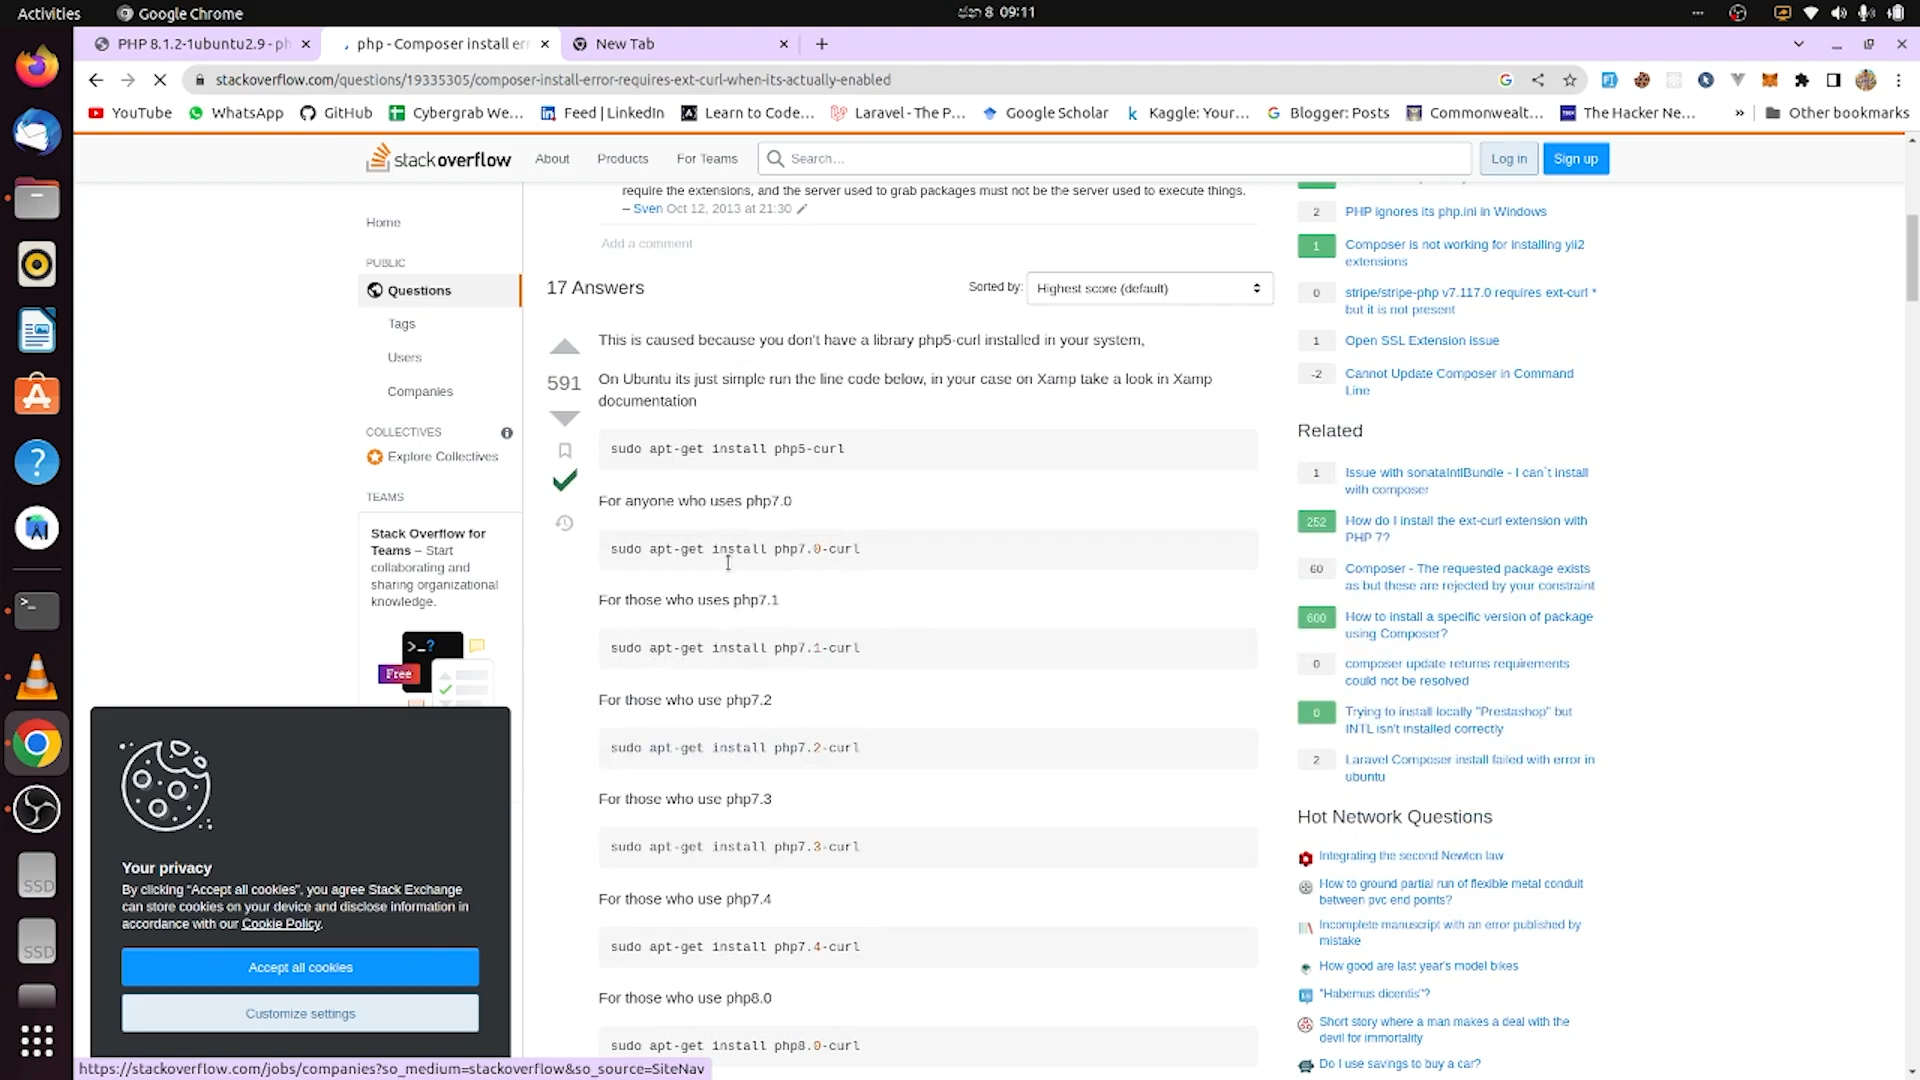 Activities
Google Chrome
ජන 8 09:11
PHP 8.1.2-1ubuntu2.9 - ph
php - Composer install err
New Tab
stackoverflow.com/questions/19335305/composer-install-error-requires-ext-curl-when-its-actually-enabled
YouTube
WhatsApp
GitHub
Cybergrab We...
Feed | LinkedIn
Learn to Code...
Laravel - The P...
Google Scholar
Kaggle: Your...
Blogger: Posts
Commonwealt...
The Hacker Ne...
»
Other bookmarks
stackoverflow
About
Products
For Teams
Search...
Log in
Sign up
Home
PUBLIC
Questions
Tags
Users
Companies
COLLECTIVES
Explore Collectives
TEAMS
Stack Overflow for
Teams – Start
collaborating and
sharing organizational
knowledge.
>_?
Free
require the extensions, and the server used to grab packages must not be the server used to execute things.
– Sven Oct 12, 2013 at 21:30
Add a comment
17 Answers
Sorted by:
Highest score (default)
591
This is caused because you don't have a library php5-curl installed in your system,
On Ubuntu its just simple run the line code below, in your case on Xamp take a look in Xamp
documentation
sudo apt-get install php5-curl
For anyone who uses php7.0
sudo apt-get install php7.0-curl
For those who uses php7.1
sudo apt-get install php7.1-curl
For those who use php7.2
sudo apt-get install php7.2-curl
For those who use php7.3
sudo apt-get install php7.3-curl
For those who use php7.4
sudo apt-get install php7.4-curl
For those who use php8.0
sudo apt-get install php8.0-curl
2 PHP ignores its php.ini in Windows
1 Composer is not working for installing yii2
extensions
0 stripe/stripe-php v7.117.0 requires ext-curl *
but it is not present
1 Open SSL Extension issue
-2 Cannot Update Composer in Command
Line
Related
1 Issue with sonataIntlBundle - I can`t install
with composer
252 How do I install the ext-curl extension with
PHP 7?
60 Composer - The requested package exists
as but these are rejected by your constraint
600 How to install a specific version of package
using Composer?
0 composer update returns requirements
could not be resolved
0 Trying to install locally "Prestashop" but
INTL isn't installed correctly
2 Laravel Composer install failed with error in
ubuntu
Hot Network Questions
Integrating the second Newton law
How to ground partial run of flexible metal conduit
between pvc end points?
Incomplete manuscript with an error published by
mistake
How good are last year's model bikes
"Habemus dicentis"?
Short story where a man makes a deal with the
devil for immortality
Do I use savings to buy a car?
Your privacy
By clicking "Accept all cookies", you agree Stack Exchange
can store cookies on your device and disclose information in
accordance with our Cookie Policy.
Accept all cookies
Customize settings
SSD
SSD
https://stackoverflow.com/jobs/companies?so_medium=stackoverflow&so_source=SiteNav